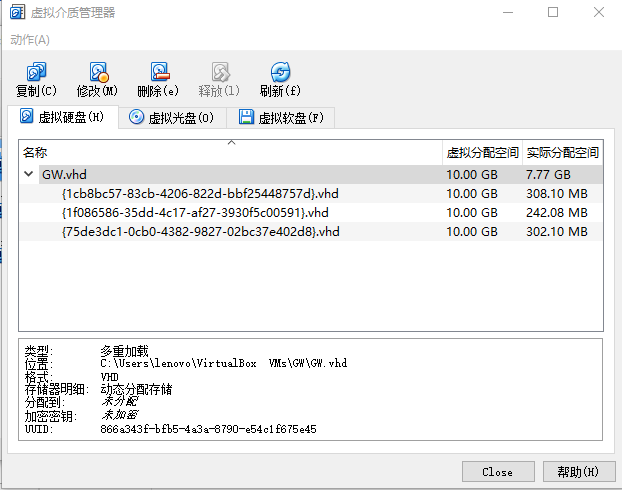 虚拟介质管理器
动作(A)
复制(C) 修改(M) 删除(e) 释放(l) 刷新(f)
虚拟硬盘(H) 虚拟光盘(O) 虚拟软盘(F)
名称 虚拟分配空间 实际分配空间
GW.vhd 10.00 GB 7.77 GB
{1cb8bc57-83cb-4206-822d-bbf25448757d}.vhd 10.00 GB 308.10 MB
{1f086586-35dd-4c17-af27-3930f5c00591}.vhd 10.00 GB 242.08 MB
{75de3dc1-0cb0-4382-9827-02bc37e402d8}.vhd 10.00 GB 302.10 MB
类型: 多重加载
位置: C:\Users\lenovo\VirtualBox VMs\GW\GW.vhd
格式: VHD
存储器明细: 动态分配存储
分配到: 未分配
加密密钥: 未加密
UUID: 866a343f-bfb5-4a3a-8790-e54c1f675e45
Close 帮助(H)